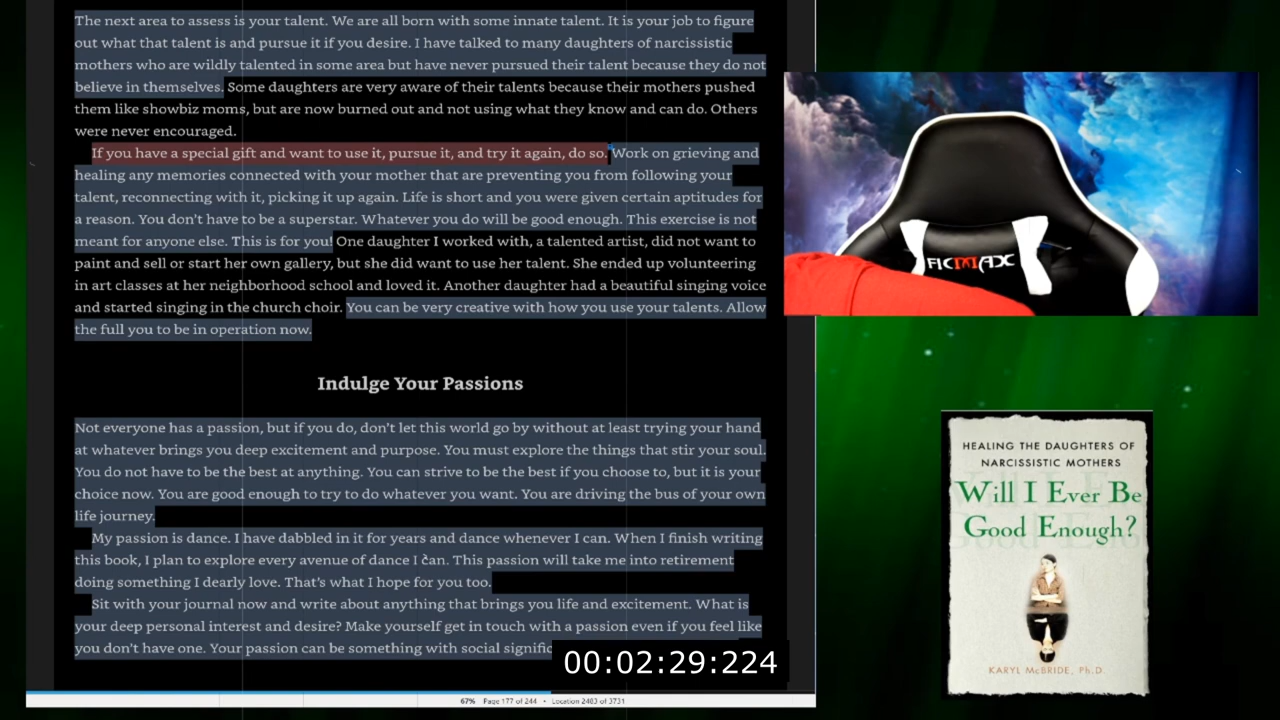 The next area to assess is your talent. We are all born with some innate talent. It is your job to figure
out what that talent is and pursue it if you desire. I have talked to many daughters of narcissistic
mothers who are wildly talented in some area but have never pursued their talent because they do not
believe in themselves. Some daughters are very aware of their talents because their mothers pushed
them like showbiz moms, but are now burned out and not using what they know and can do. Others
were never encouraged.
If you have a special gift and want to use it, pursue it, and try it again, do so. Work on grieving and
healing any memories connected with your mother that are preventing you from following your
talent, reconnecting with it, picking it up again. Life is short and you were given certain aptitudes for
a reason. You don't have to be a superstar. Whatever you do will be good enough. This exercise is not
meant for anyone else. This is for you! One daughter I worked with, a talented artist, did not want to
paint and sell or start her own gallery, but she did want to use her talent. She ended up volunteering
in art classes at her neighborhood school and loved it. Another daughter had a beautiful singing voice
and started singing in the church choir. You can be very creative with how you use your talents. Allow
the full you to be in operation now.
Indulge Your Passions
Not everyone has a passion, but if you do, don't let this world go by without at least trying your hand
at whatever brings you deep excitement and purpose. You must explore the things that stir your soul.
You do not have to be the best at anything. You can strive to be the best if you choose to, but it is your
choice now. You are good enough to try to do whatever you want. You are driving the bus of your own
life journey.
My passion is dance. I have dabbled in it for years and dance whenever I can. When I finish writing
this book, I plan to explore every avenue of dance I can. This passion will take me into retirement
doing something I dearly love. That's what I hope for you too.
Sit with your journal now and write about anything that brings you life and excitement. What is
your deep personal interest and desire? Make yourself get in touch with a passion even if you feel like
you don't have one. Your passion can be something with social
00:02:29:224
67% Page 177 of 244 • Location 2483 of 3731
FICMAX
HEALING THE DAUGHTERS OF
NARCISSISTIC MOTHERS
Will I Ever Be
Good Enough?
KARYL McBRIDE, Ph.D.